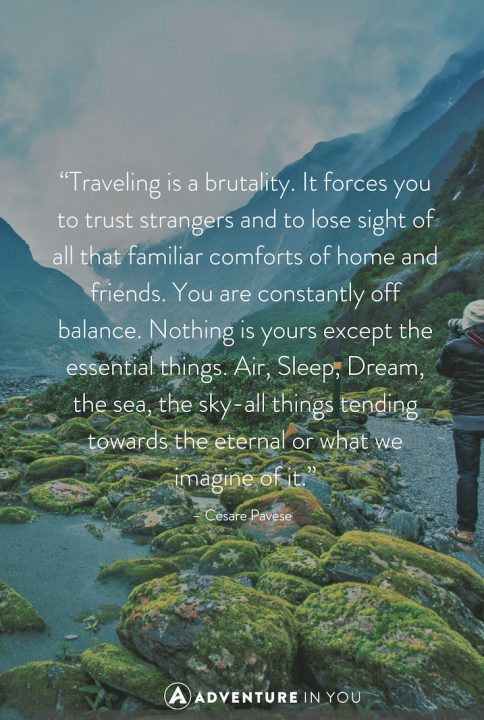 “Traveling is a brutality. It forces you
to trust strangers and to lose sight of
all that familiar comforts of home and
friends. You are constantly off
balance. Nothing is yours except the
essential things. Air, Sleep, Dream,
the sea, the sky-all things tending
towards the eternal or what we
imagine of it.”
– Cesare Pavese
A ADVENTURE IN YOU